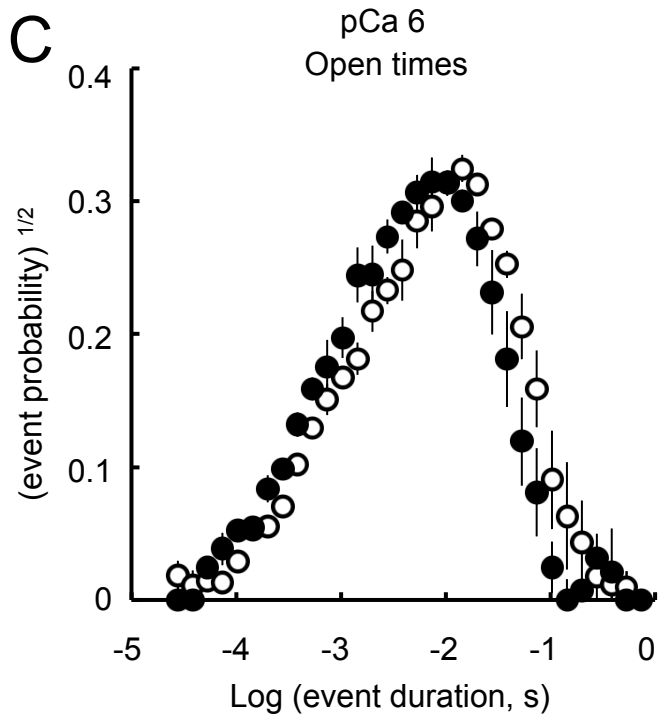 C
pCa 6
Open times
0.4
0.3
0.2
0.1
0
(event probability) 1/2
-5
-4
-3
-2
-1
0
Log (event duration, s)